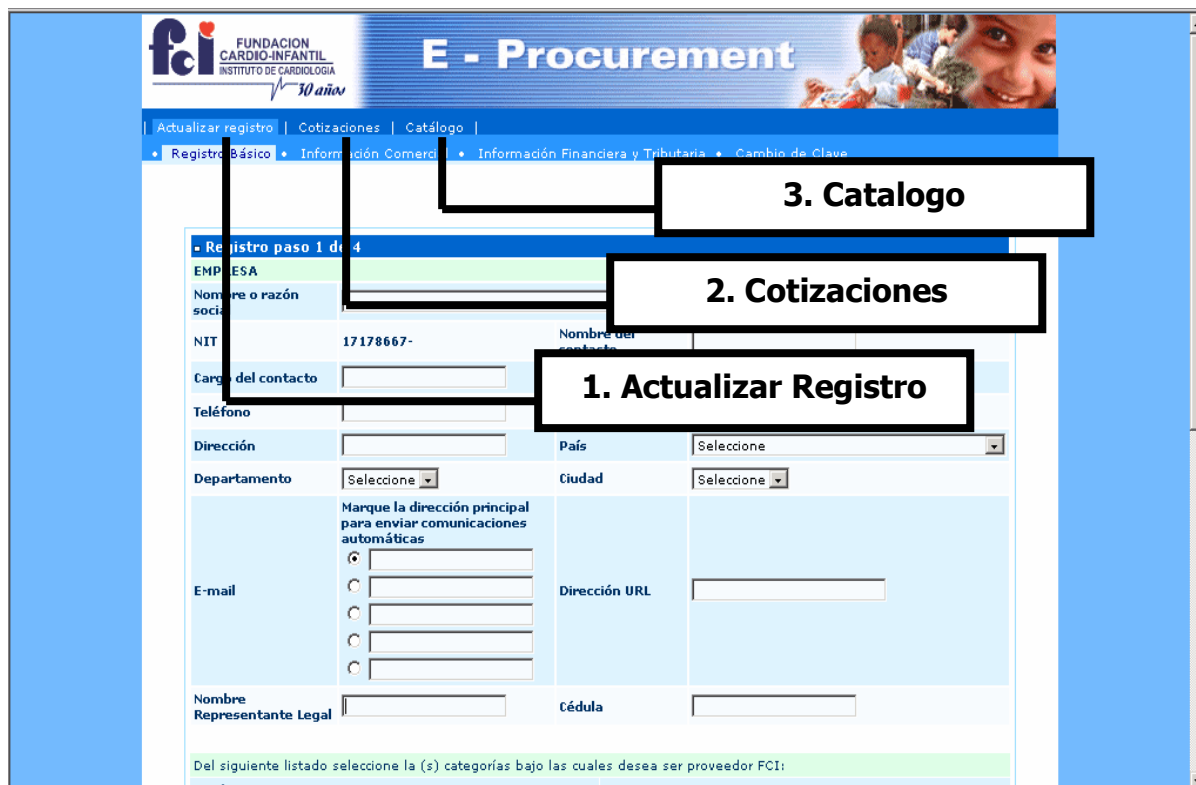 fci
FUNDACION
CARDIO-INFANTIL
INSTITUTO DE CARDIOLOGIA
30 años
E - Procurement
| Actualizar registro | Cotizaciones | Catálogo |
• Registro Básico • Información Comercial • Información Financiera y Tributaria • Cambio de Clave
3. Catalogo
Registro paso 1 de 4
EMPRESA
2. Cotizaciones
Nombre o razón
social
NIT 17178667- Nombre del
contacto
Cargo del contacto
1. Actualizar Registro
Teléfono
Dirección País Seleccione
Departamento Seleccione Ciudad Seleccione
Marque la dirección principal
para enviar comunicaciones
automáticas
E-mail Dirección URL
Nombre
Representante Legal Cédula
Del siguiente listado seleccione la (s) categorías bajo las cuales desea ser proveedor FCI: